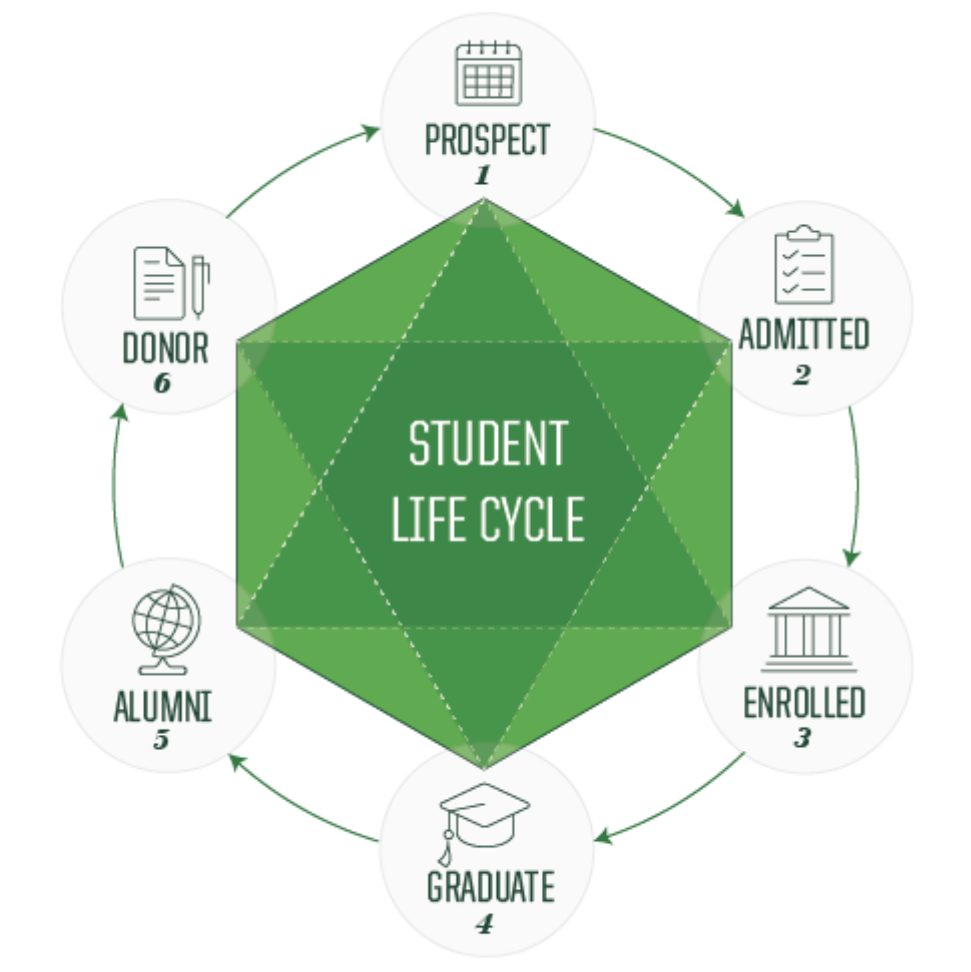 PROSPECT
1
ADMITTED
2
ENROLLED
3
GRADUATE
4
ALUMNI
5
DONOR
6
STUDENT
LIFE CYCLE